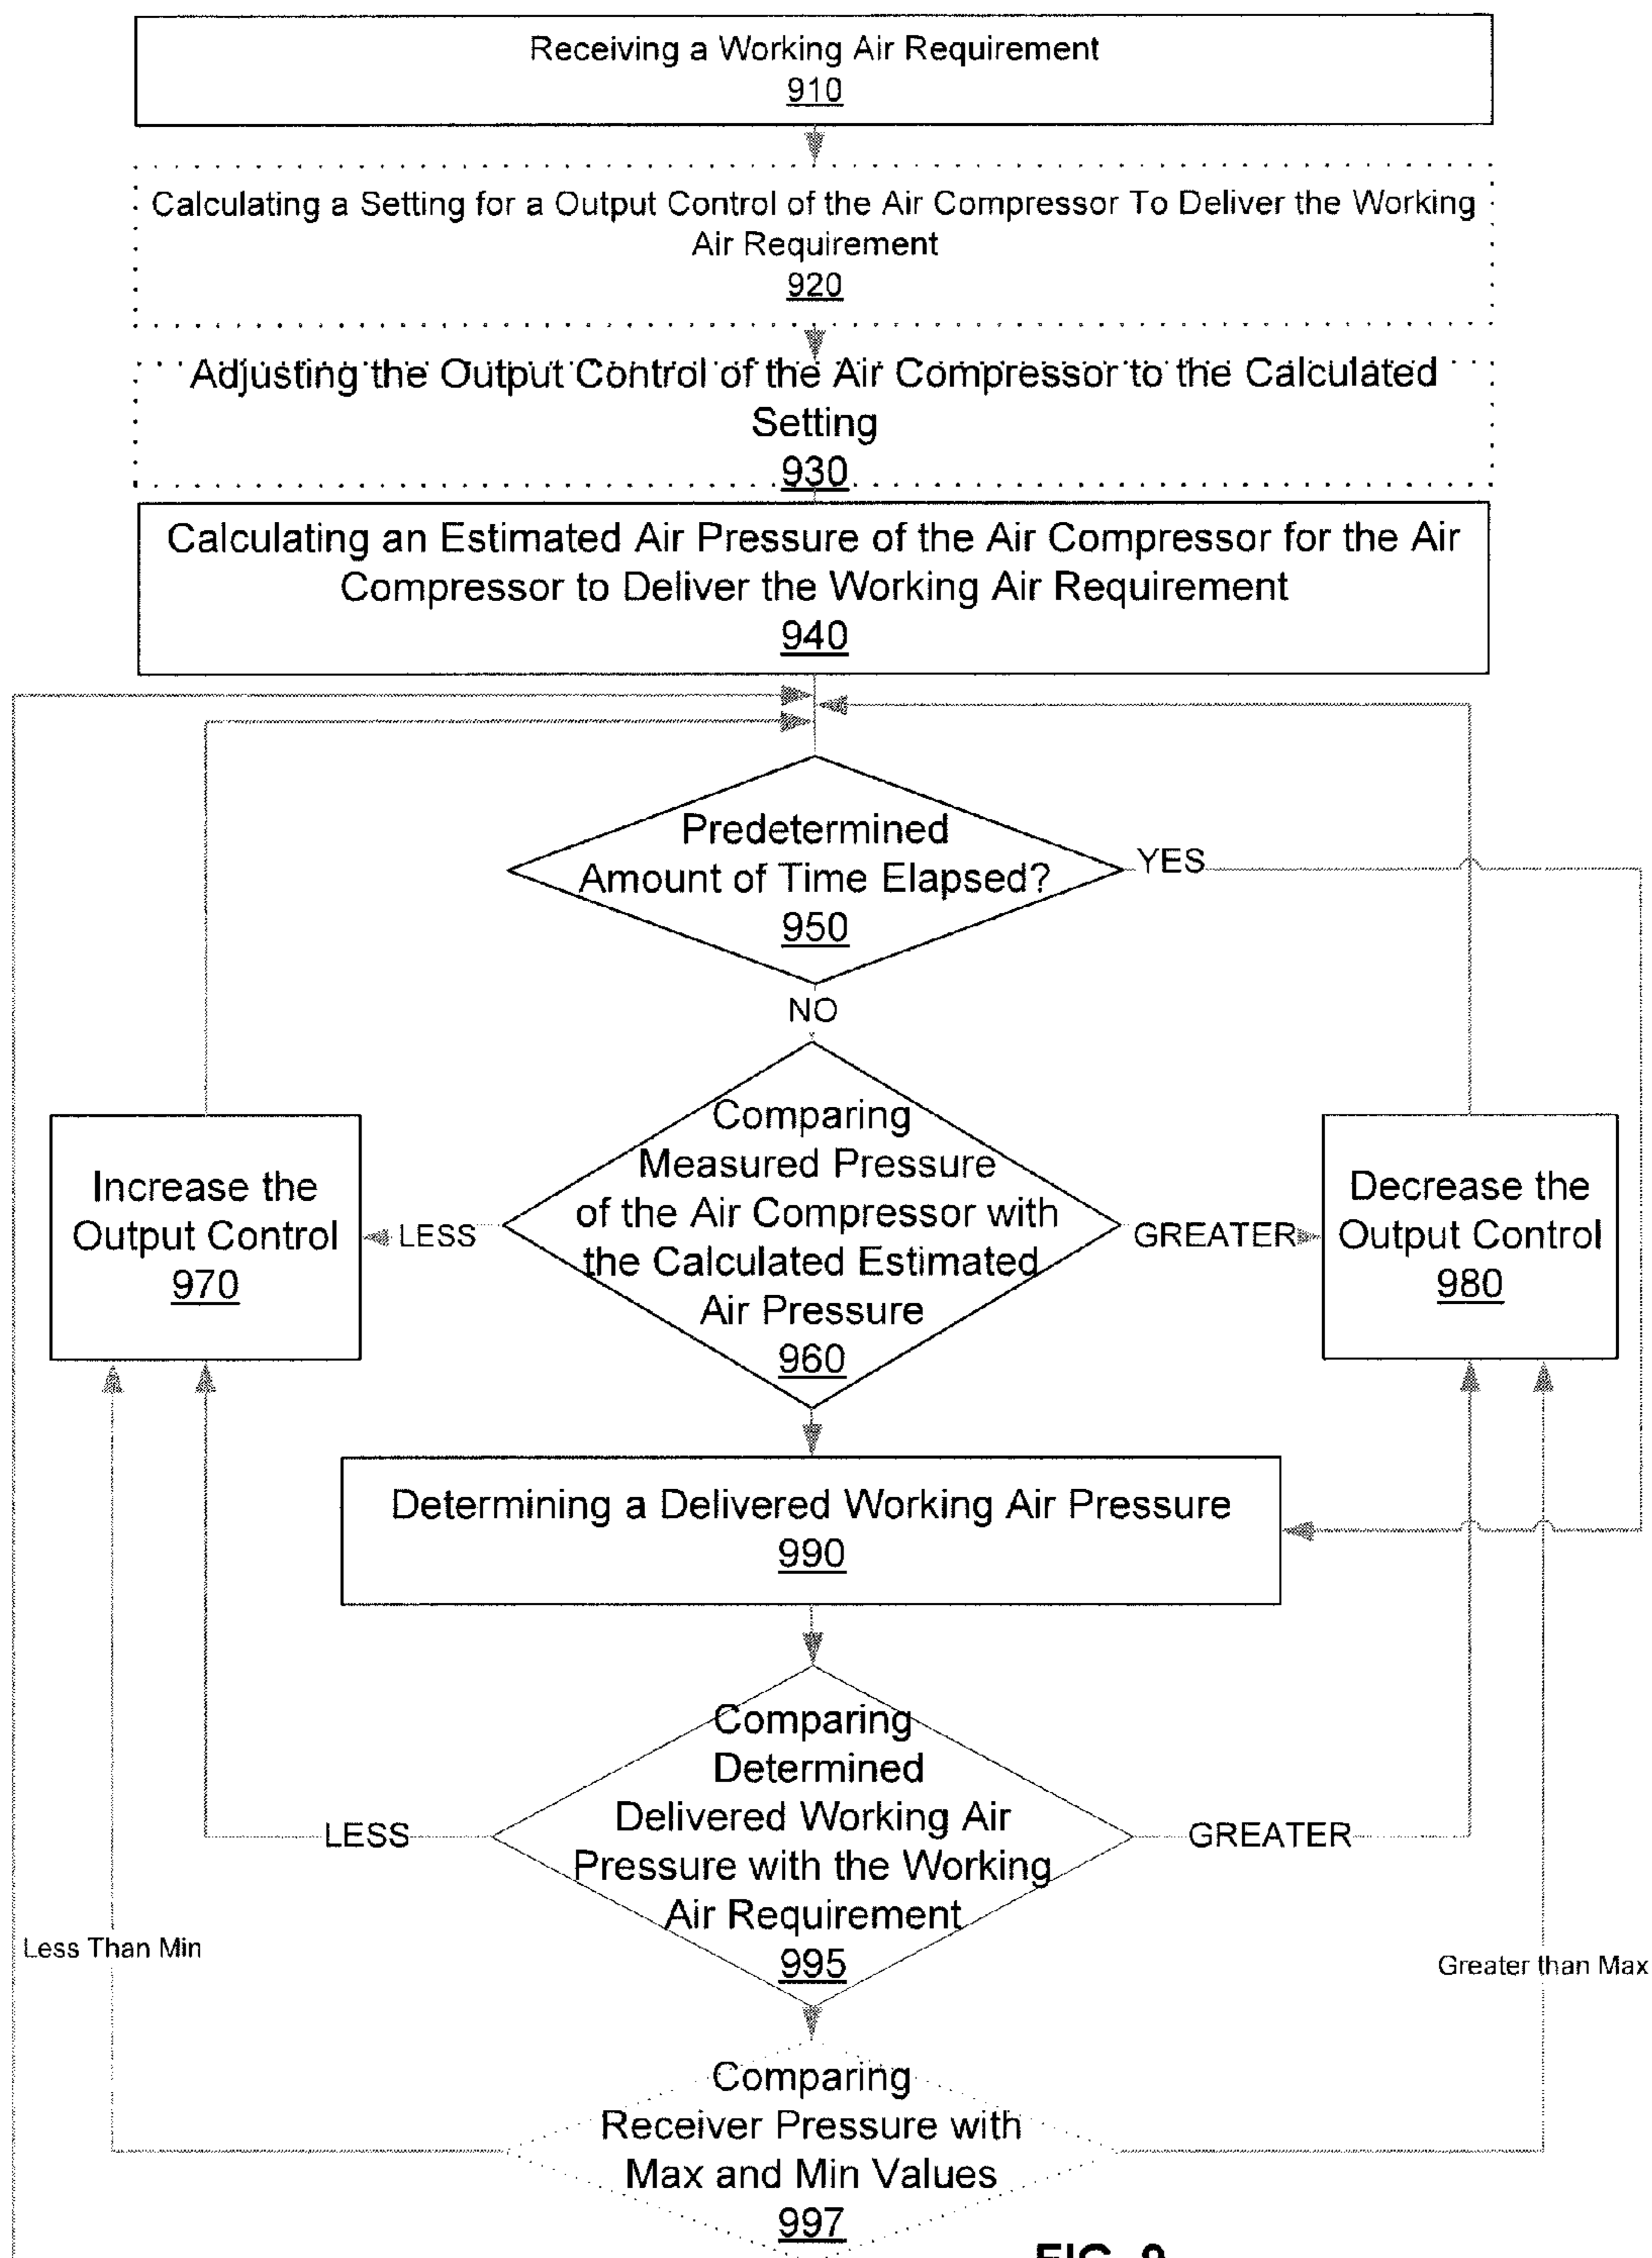 Receiving a Working Air Requirement
910
Calculating a Setting for a Output Control of the Air Compressor To Deliver the Working
Air Requirement
920
Adjusting the Output Control of the Air Compressor to the Calculated
Setting
930
Calculating an Estimated Air Pressure of the Air Compressor for the Air
Compressor to Deliver the Working Air Requirement
940
Predetermined
Amount of Time Elapsed?
950
YES
NO
Comparing
Measured Pressure
of the Air Compressor with
the Calculated Estimated
Air Pressure
960
LESS
GREATER
Increase the
Output Control
970
Decrease the
Output Control
980
Determining a Delivered Working Air Pressure
990
Comparing
Determined
Delivered Working Air
Pressure with the Working
Air Requirement
995
LESS
GREATER
Less Than Min
Greater than Max
Comparing
Receiver Pressure with
Max and Min Values
997
FIG. 9